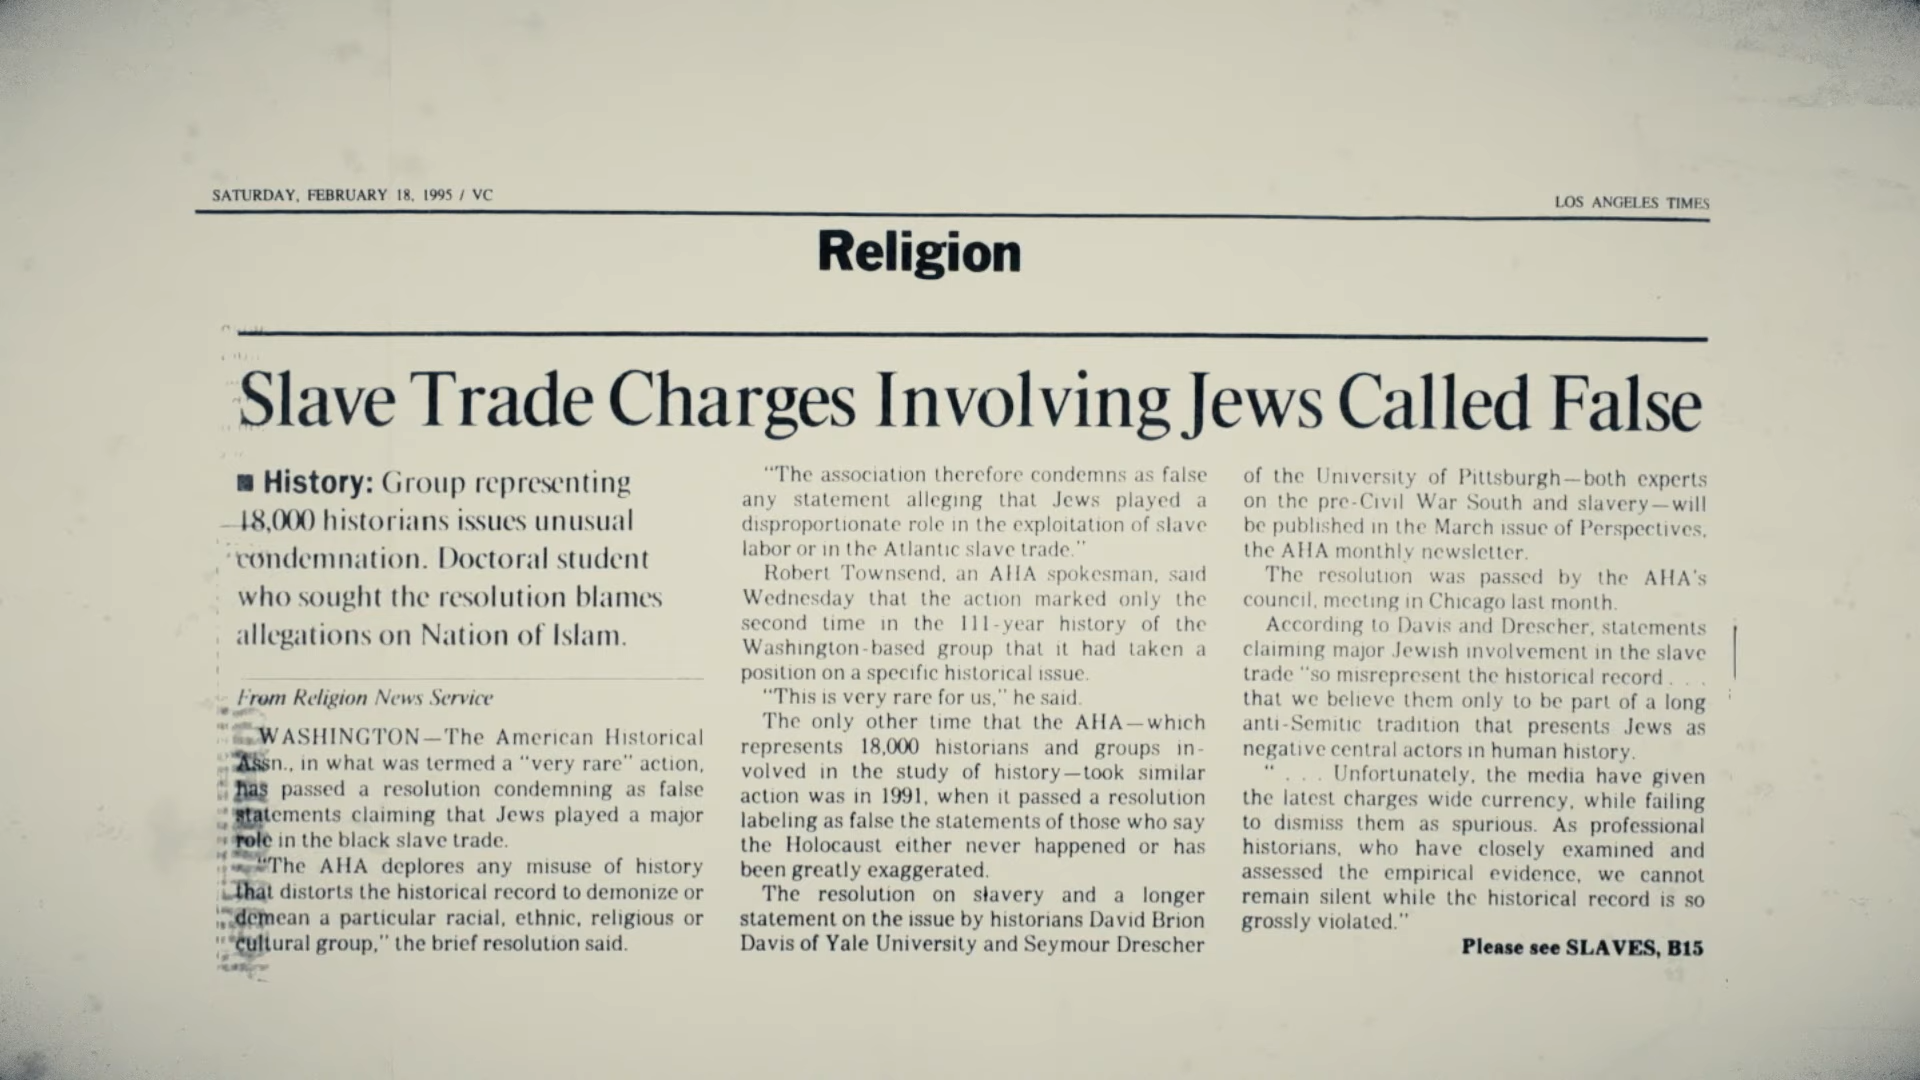 SATURDAY, FEBRUARY 18, 1995 / VC
LOS ANGELES TIMES
Religion
Slave Trade Charges Involving Jews Called False
■ History: Group representing
18,000 historians issues unusual
condemnation. Doctoral student
who sought the resolution blames
allegations on Nation of Islam.
From Religion News Service
WASHINGTON—The American Historical
Assn., in what was termed a “very rare” action,
has passed a resolution condemning as false
statements claiming that Jews played a major
role in the black slave trade.
“The AHA deplores any misuse of history
that distorts the historical record to demonize or
demean a particular racial, ethnic, religious or
cultural group,” the brief resolution said.
“The association therefore condemns as false
any statement alleging that Jews played a
disproportionate role in the exploitation of slave
labor or in the Atlantic slave trade.”
Robert Townsend, an AHA spokesman, said
Wednesday that the action marked only the
second time in the 111-year history of the
Washington-based group that it had taken a
position on a specific historical issue.
“This is very rare for us,” he said.
The only other time that the AHA—which
represents 18,000 historians and groups in-
volved in the study of history—took similar
action was in 1991, when it passed a resolution
labeling as false the statements of those who say
the Holocaust either never happened or has
been greatly exaggerated.
The resolution on slavery and a longer
statement on the issue by historians David Brion
Davis of Yale University and Seymour Drescher
of the University of Pittsburgh—both experts
on the pre-Civil War South and slavery—will
be published in the March issue of Perspectives,
the AHA monthly newsletter.
The resolution was passed by the AHA's
council, meeting in Chicago last month.
According to Davis and Drescher, statements
claiming major Jewish involvement in the slave
trade “so misrepresent the historical record . . .
that we believe them only to be part of a long
anti-Semitic tradition that presents Jews as
negative central actors in human history.
“ . . . Unfortunately, the media have given
the latest charges wide currency, while failing
to dismiss them as spurious. As professional
historians, who have closely examined and
assessed the empirical evidence, we cannot
remain silent while the historical record is so
grossly violated.”
Please see SLAVES, B15